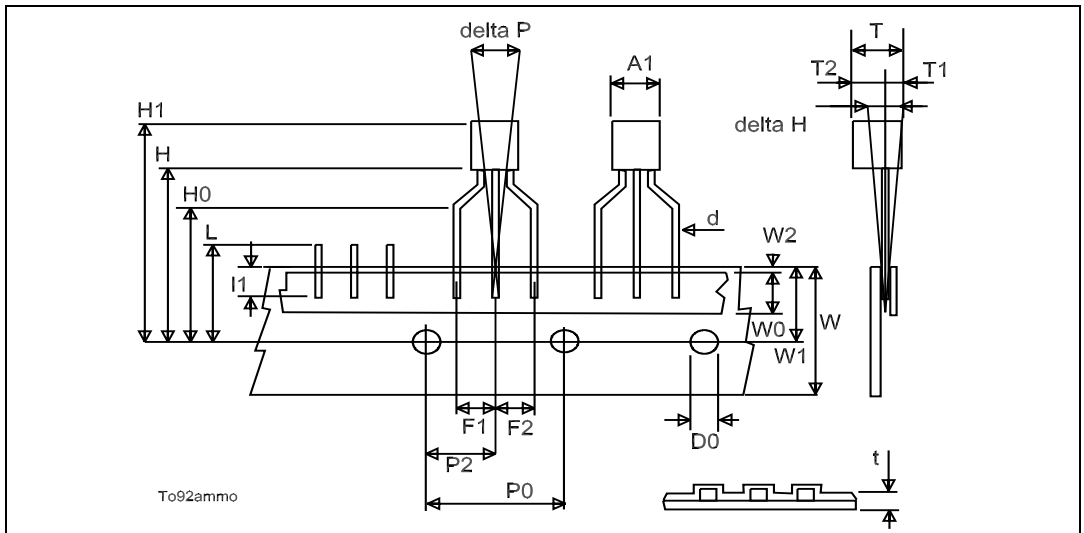 delta P
T
A1
T2
T1
H1
delta H
H
H0
d
L
W2
I1
W0
W
W1
F1
F2
D0
P2
t
P0
To92ammo